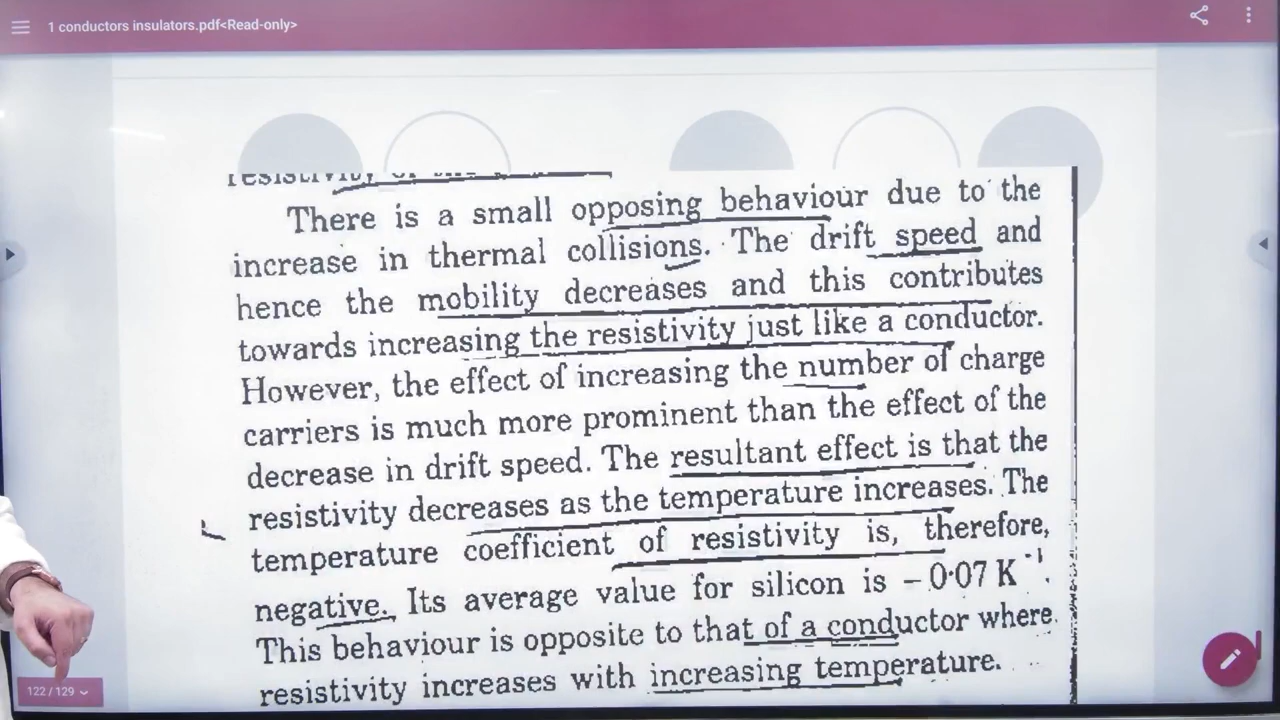 1 conductors insulators.pdf<Read-only>
There is a small opposing behaviour due to the
increase in thermal collisions. The drift speed and
hence the mobility decreases and this contributes
towards increasing the resistivity just like a conductor.
However, the effect of increasing the number of charge
carriers is much more prominent than the effect of the
decrease in drift speed. The resultant effect is that the
resistivity decreases as the temperature increases. The
temperature coefficient of resistivity is, therefore,
negative. Its average value for silicon is – 0·07 K⁻¹.
This behaviour is opposite to that of a conductor where
resistivity increases with increasing temperature.
122 / 129